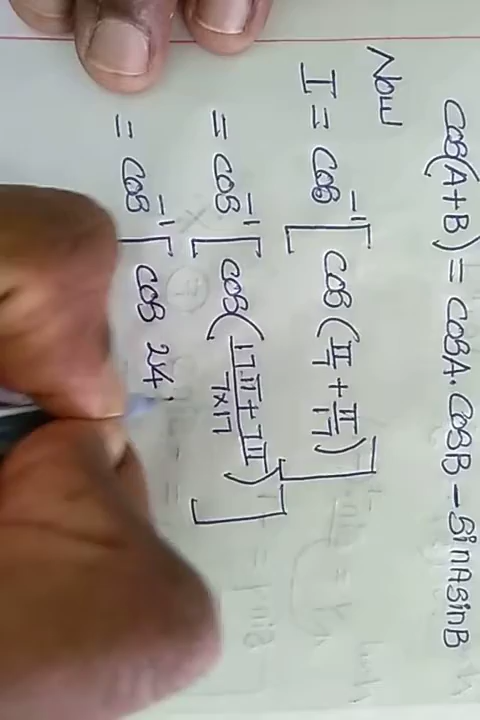 cos(A+B) = cosA.cosB - sinAsinB
Now
I = cos⁻¹[cos(π/7 + π/17)]
= cos⁻¹[cos(17π+7π/7×17)]
= cos⁻¹[cos 24